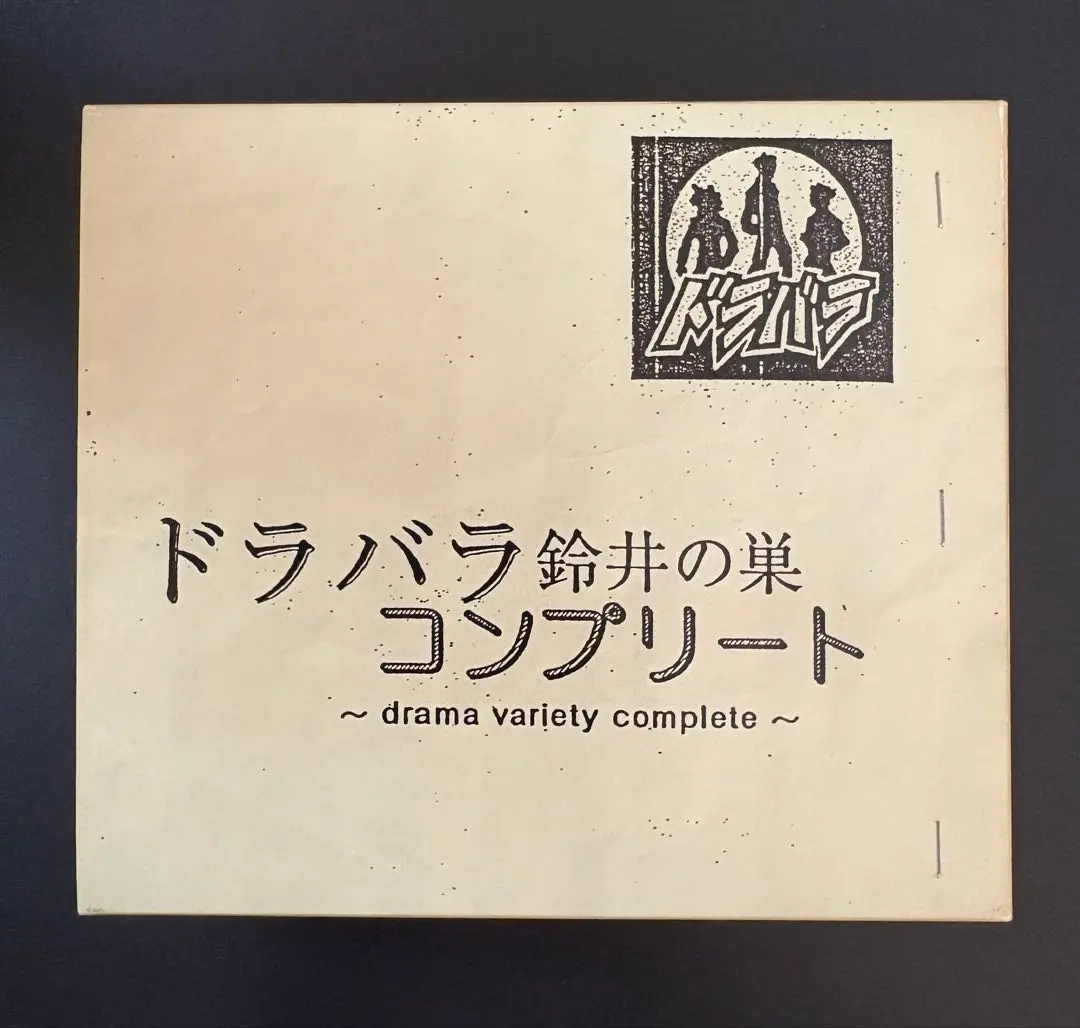 ドラバラ
ドラバラ鈴井の巣
コンプリート
～drama variety complete～